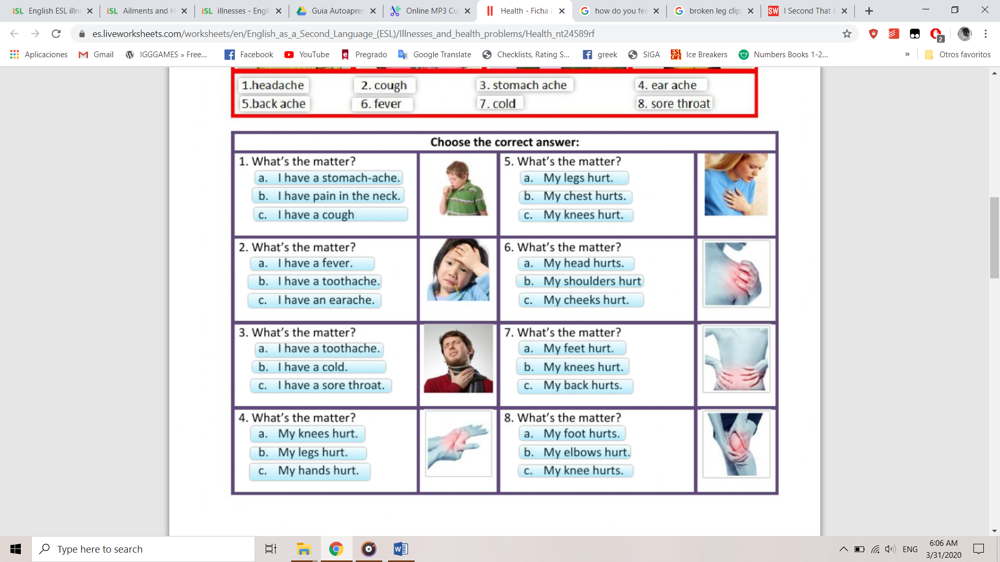 English ESL illne
Ailments and H
illnesses - Engli
Guia Autoapren
Online MP3 Cu
Health - Ficha i
how do you fee
broken leg clip
I Second That E
es.liveworksheets.com/worksheets/en/English_as_a_Second_Language_(ESL)/Illnesses_and_health_problems/Health_nt24589rf
2
Aplicaciones
Gmail
IGGGAMES » Free...
Facebook
YouTube
Pregrado
Google Translate
Checklists, Rating S...
greek
SIGA
Ice Breakers
Numbers Books 1-2...
»
Otros favoritos
1.headache 2. cough 3. stomach ache 4. ear ache
5.back ache 6. fever 7. cold 8. sore throat
Choose the correct answer:
1. What's the matter?
a. I have a stomach-ache.
b. I have pain in the neck.
c. I have a cough
5. What's the matter?
a. My legs hurt.
b. My chest hurts.
c. My knees hurt.
2. What's the matter?
a. I have a fever.
b. I have a toothache.
c. I have an earache.
6. What's the matter?
a. My head hurts.
b. My shoulders hurt
c. My cheeks hurt.
3. What's the matter?
a. I have a toothache.
b. I have a cold.
c. I have a sore throat.
7. What's the matter?
a. My feet hurt.
b. My knees hurt.
c. My back hurts.
4. What's the matter?
a. My knees hurt.
b. My legs hurt.
c. My hands hurt.
8. What's the matter?
a. My foot hurts.
b. My elbows hurt.
c. My knee hurts.
Type here to search
ENG
6:06 AM
3/31/2020